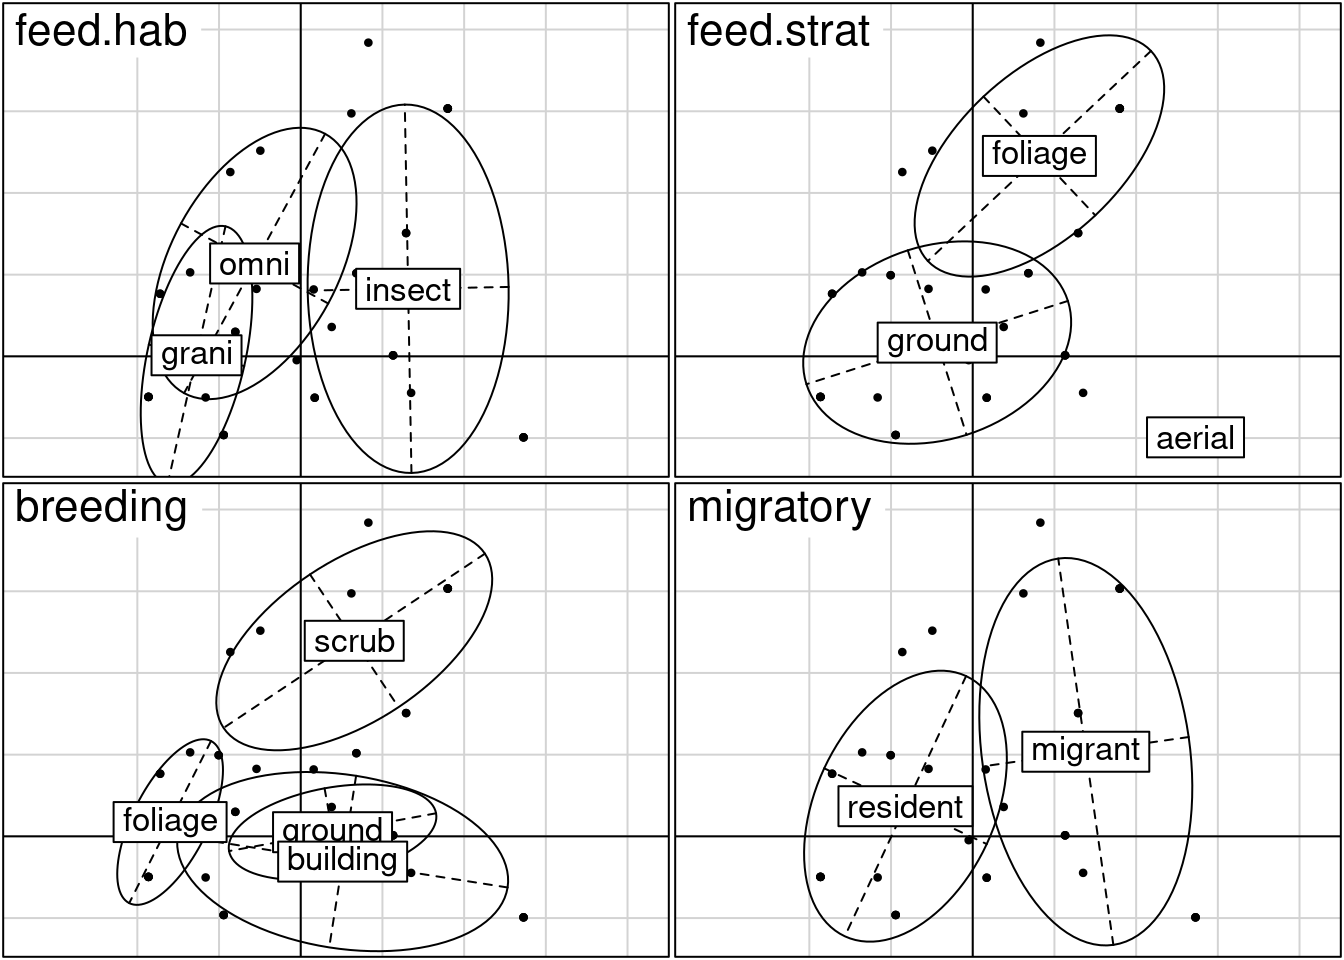 feed.hab
omni
insect
grani
feed.strat
foliage
ground
aerial
breeding
scrub
foliage
ground
building
migratory
migrant
resident